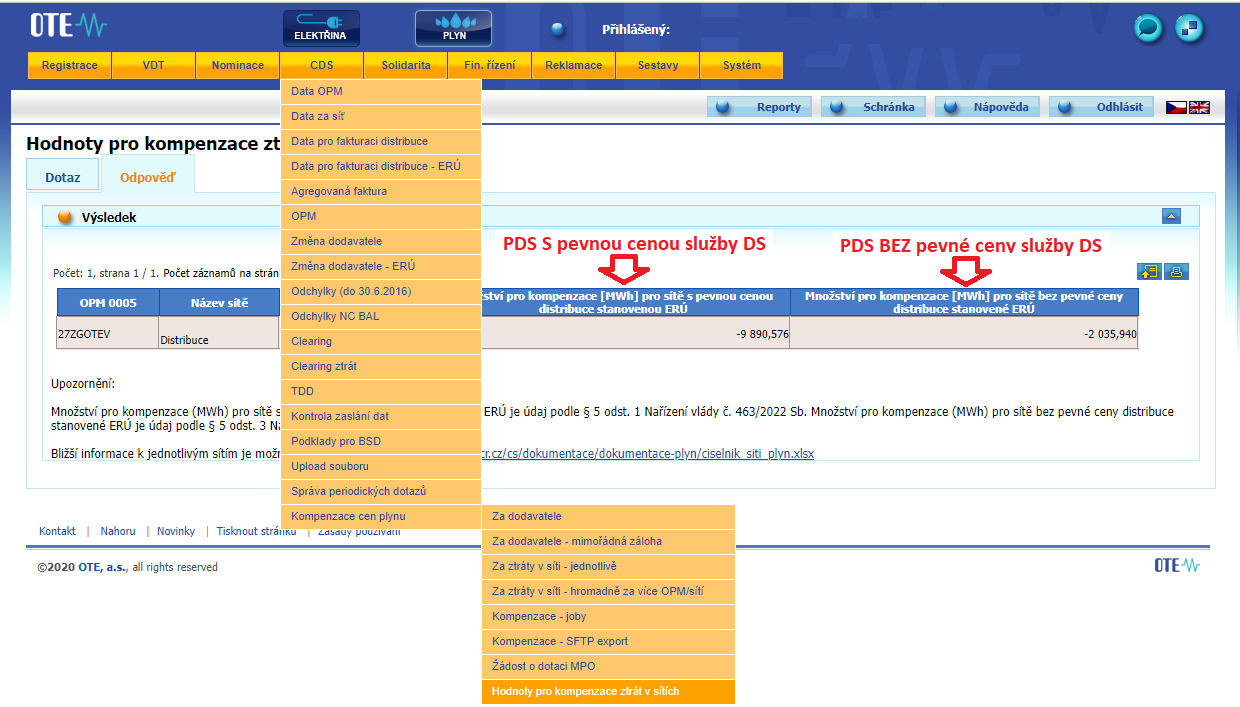 OTE
ELEKTŘINA
PLYN
Přihlášený:
Registrace
VDT
Nominace
CDS
Solidarita
Fin. řízení
Reklamace
Sestavy
Systém
Reporty
Schránka
Nápověda
Odhlásit
Hodnoty pro kompenzace zt
Dotaz
Odpověď
Výsledek
Data OPM
Data za síť
Data pro fakturaci distribuce
Data pro fakturaci distribuce - ERÚ
Agregovaná faktura
OPM
Změna dodavatele
Změna dodavatele - ERÚ
Odchylky (do 30.6.2016)
Odchylky NC BAL
Clearing
Clearing ztrát
TDD
Kontrola zaslání dat
Podklady pro BSD
Upload souboru
Správa periodických dotazů
Kompenzace cen plynu
PDS S pevnou cenou služby DS
PDS BEZ pevné ceny služby DS
Počet: 1, strana 1 / 1. Počet záznamů na strán
OPM 0005
Název sítě
ství pro kompenzace [MWh] pro sítě s pevnou cenou
distribuce stanovenou ERÚ
Množství pro kompenzace [MWh] pro sítě bez pevné ceny
distribuce stanovené ERÚ
27ZGOTEV
Distribuce
-9 890,576
-2 035,940
Upozornění:
Množství pro kompenzace (MWh) pro sítě s ERÚ je údaj podle § 5 odst. 1 Nařízení vlády č. 463/2022 Sb. Množství pro kompenzace (MWh) pro sítě bez pevné ceny distribuce
stanovené ERÚ je údaj podle § 5 odst. 3 Na
Bližší informace k jednotlivým sítím je možn cr.cz/cs/dokumentace/dokumentace-plyn/ciselnik_siti_plyn.xlsx
Za dodavatele
Za dodavatele - mimořádná záloha
Za ztráty v síti - jednotlivě
Za ztráty v síti - hromadně za více OPM/sítí
Kompenzace - joby
Kompenzace - SFTP export
Žádost o dotaci MPO
Hodnoty pro kompenzace ztrát v sítích
Kontakt | Nahoru | Novinky | Tisknout stránku | Zásady používání
©2020 OTE, a.s., all rights reserved
OTE